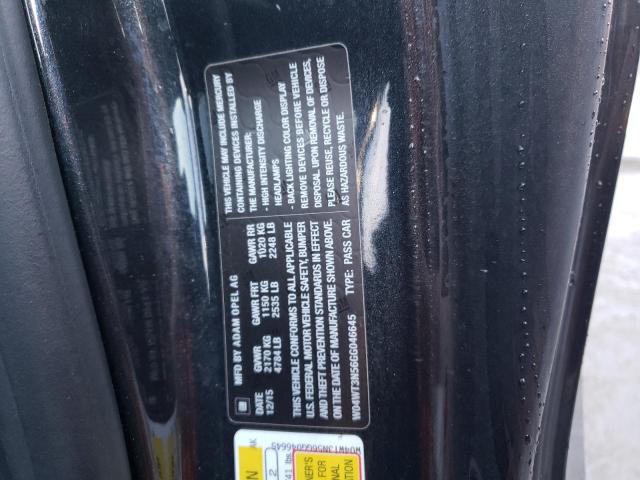 MFD BY ADAM OPEL AG
DATE GVWR GAWR FRT GAWR RR
12/15 2170 KG 1150 KG 1020 KG
4784 LB 2535 LB 2248 LB
THIS VEHICLE CONFORMS TO ALL APPLICABLE
U.S. FEDERAL MOTOR VEHICLE SAFETY, BUMPER
AND THEFT PREVENTION STANDARDS IN EFFECT
ON THE DATE OF MANUFACTURE SHOWN ABOVE.
W04WT3N56GG046645 TYPE: PASS CAR
THIS VEHICLE MAY INCLUDE MERCURY
CONTAINING DEVICES INSTALLED BY
THE MANUFACTURER:
- HIGH INTENSITY DISCHARGE
HEADLAMPS
- BACK LIGHTING COLOR DISPLAY
REMOVE DEVICES BEFORE VEHICLE
DISPOSAL. UPON REMOVAL OF DEVICES,
PLEASE REUSE, RECYCLE OR DISPOSE
AS HAZARDOUS WASTE.
2
241 lbs
FOR